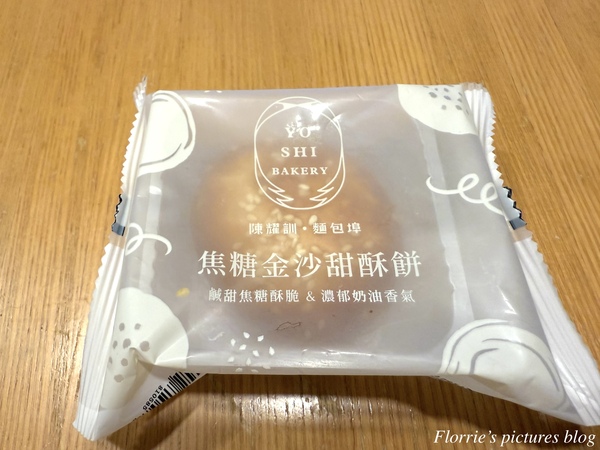 YO
SHI
BAKERY
陳耀訓・麵包埠
焦糖金沙甜酥餅
鹹甜焦糖酥脆 & 濃郁奶油香氣
Florrie's pictures blog